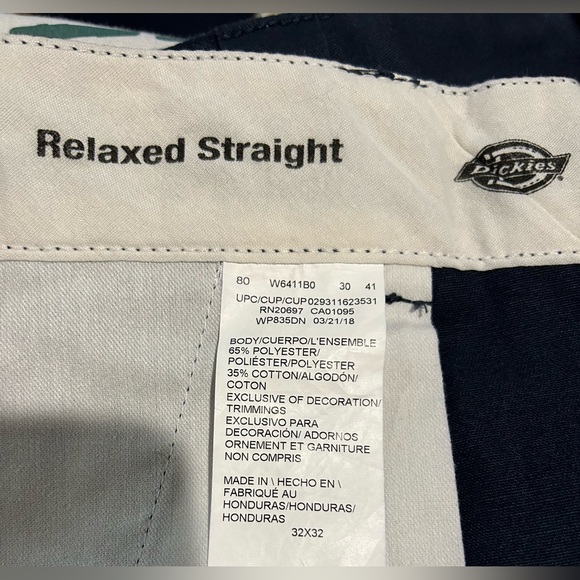 Relaxed Straight
Dickies
80 W6411B0 30 41
UPC/CUP/CUP029311623531
RN20697 CA01095
WP835DN 03/21/18
BODY/CUERPO/L'ENSEMBLE
65% POLYESTER/
POLIÉSTER/POLYESTER
35% COTTON/ALGODÓN/
COTON
EXCLUSIVE OF DECORATION/
TRIMMINGS
EXCLUSIVO PARA
DECORACIÓN/ ADORNOS
ORNEMENT ET GARNITURE
NON COMPRIS
MADE IN \ HECHO EN \
FABRIQUÉ AU
HONDURAS/HONDURAS/
HONDURAS
32X32